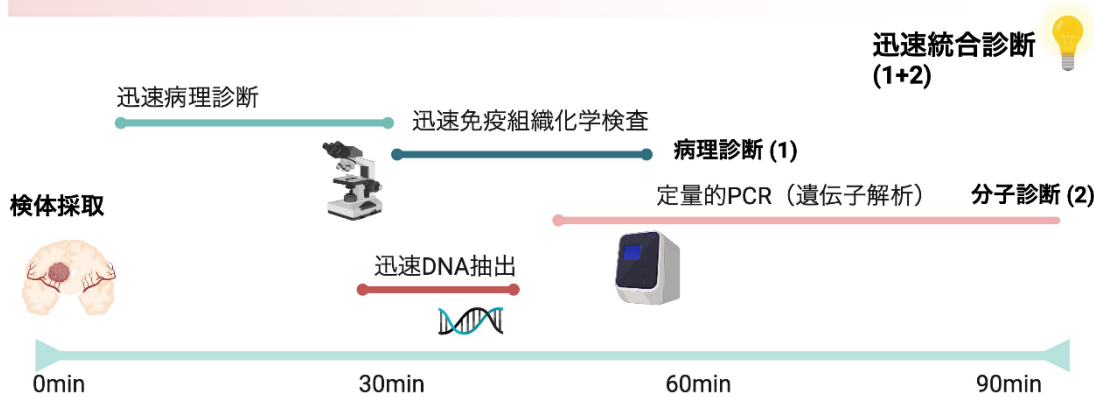 迅速統合診断
(1+2)
迅速病理診断
迅速免疫組織化学検査
病理診断 (1)
定量的PCR（遺伝子解析）
分子診断 (2)
検体採取
迅速DNA抽出
0min
30min
60min
90min